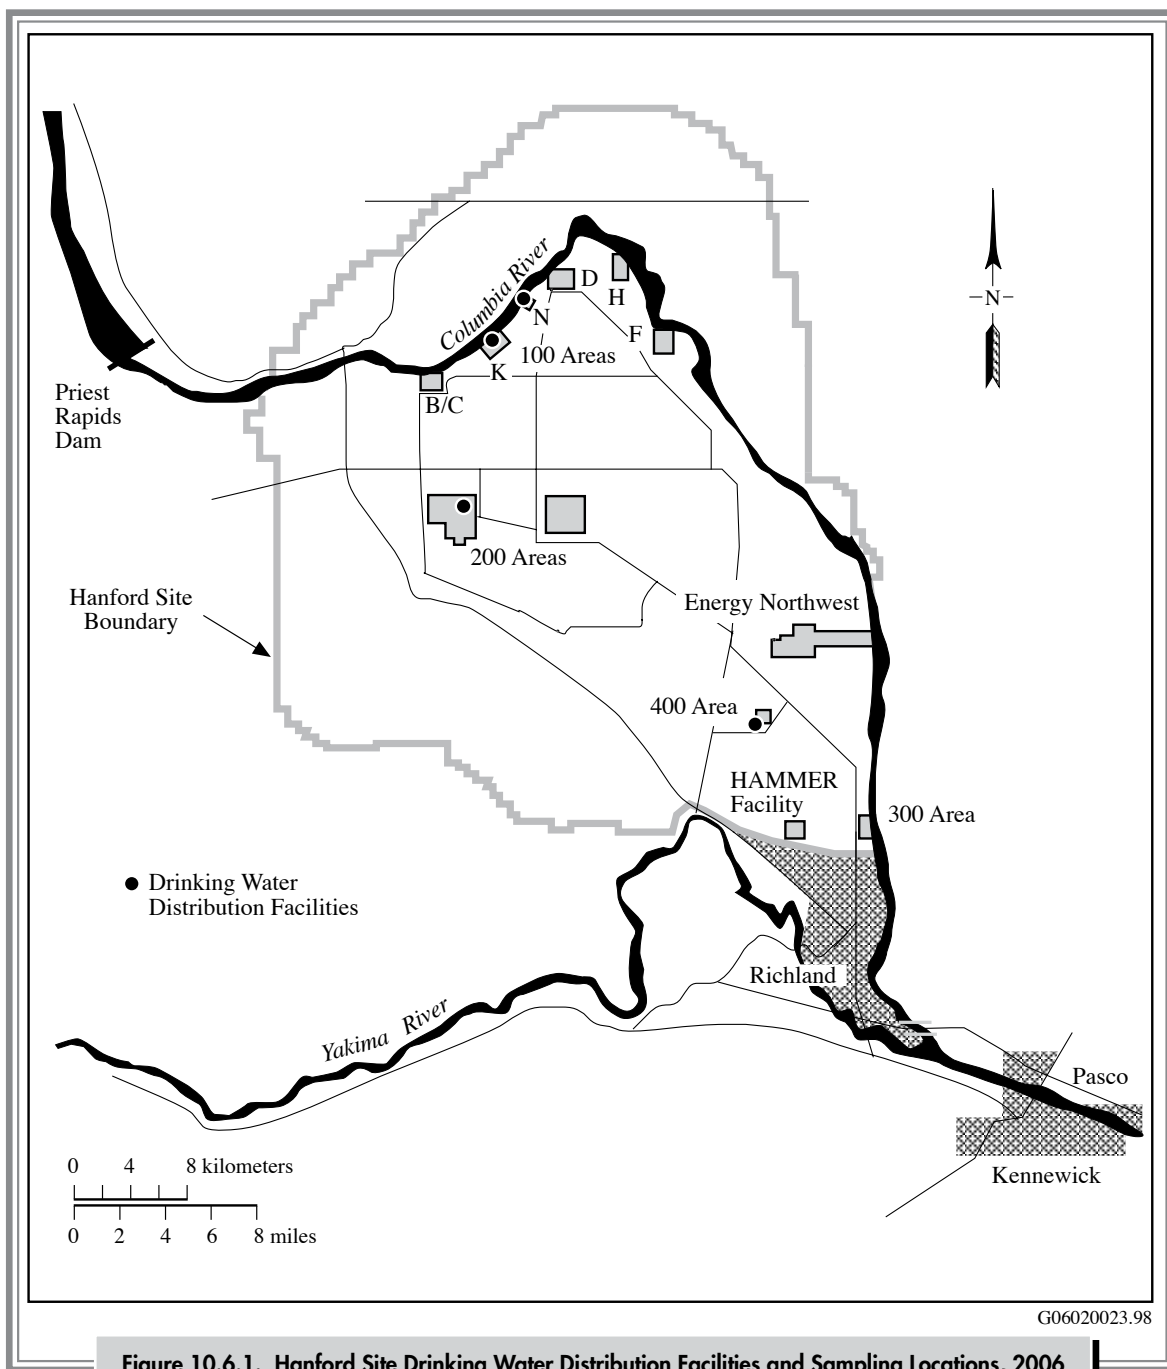 Columbia River
D
H
N
F
100 Areas
K
B/C
Priest
Rapids
Dam
N
200 Areas
Hanford Site
Boundary
Energy Northwest
400 Area
HAMMER
Facility
300 Area
Drinking Water
Distribution Facilities
Richland
Yakima River
Pasco
Kennewick
0 4 8 kilometers
0 2 4 6 8 miles
G06020023.98
Figure 10.6.1. Hanford Site Drinking Water Distribution Facilities and Sampling Locations, 2006